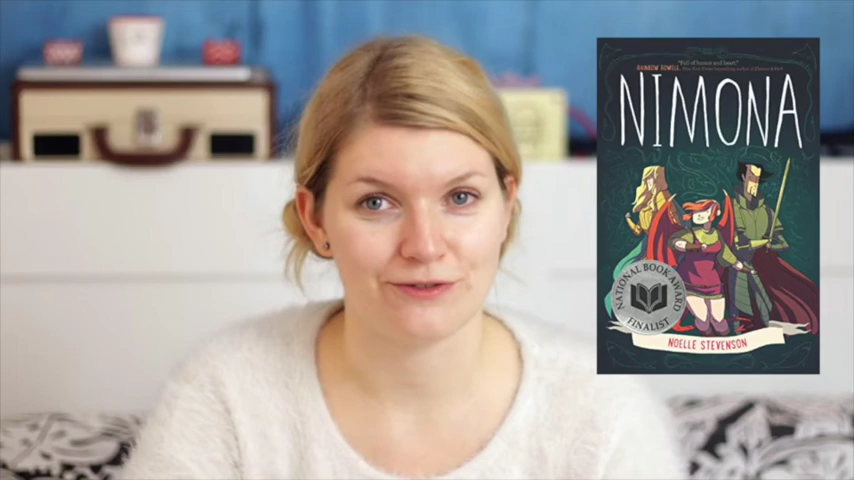 "Full of humor and heart."
RAINBOW ROWELL,
NIMONA
NATIONAL BOOK AWARD
FINALIST
NOELLE STEVENSON